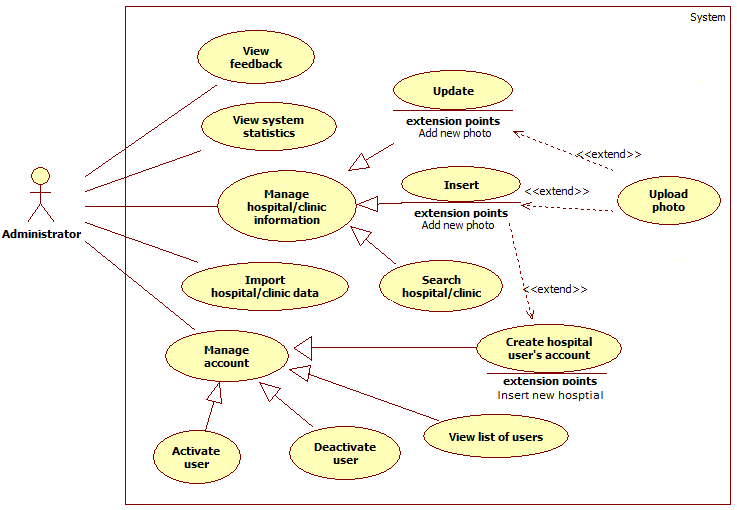 System
View
feedback
Update
extension points
Add new photo
View system
statistics
<<extend>>
Administrator
Manage
hospital/clinic
information
Insert
extension points
Add new photo
<<extend>>
Upload
photo
Import
hospital/clinic data
Search
hospital/clinic
<<extend>>
Manage
account
Create hospital
user's account
extension points
Insert new hosptial
Activate
user
Deactivate
user
View list of users